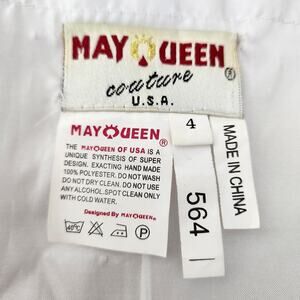 MAY QUEEN ®
couture
U.S.A.
MAY QUEEN ®
THE MAY QUEEN OF USA IS A
UNIQUE SYNTHESIS OF SUPER
DESIGN. EXACTING HAND MADE
100% POLYESTER. DO NOT WASH
DO NOT DRY CLEAN. DO NOT USE
ANY ALCOHOL.SPOT CLEAN ONLY
WITH COLD WATER.
Designed By MAY QUEEN®
40°C
P
4
564
MADE IN CHINA